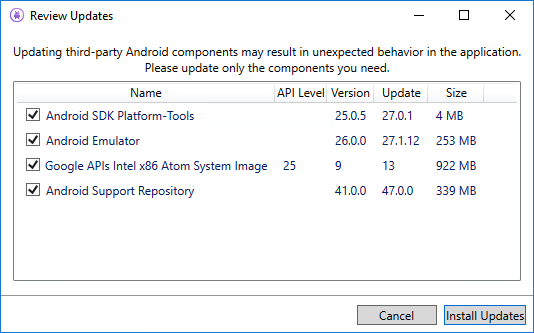 Review Updates
Updating third-party Android components may result in unexpected behavior in the application.
Please update only the components you need.
Name API Level Version Update Size
Android SDK Platform-Tools 25.0.5 27.0.1 4 MB
Android Emulator 26.0.0 27.1.12 253 MB
Google APIs Intel x86 Atom System Image 25 9 13 922 MB
Android Support Repository 41.0.0 47.0.0 339 MB
Cancel Install Updates